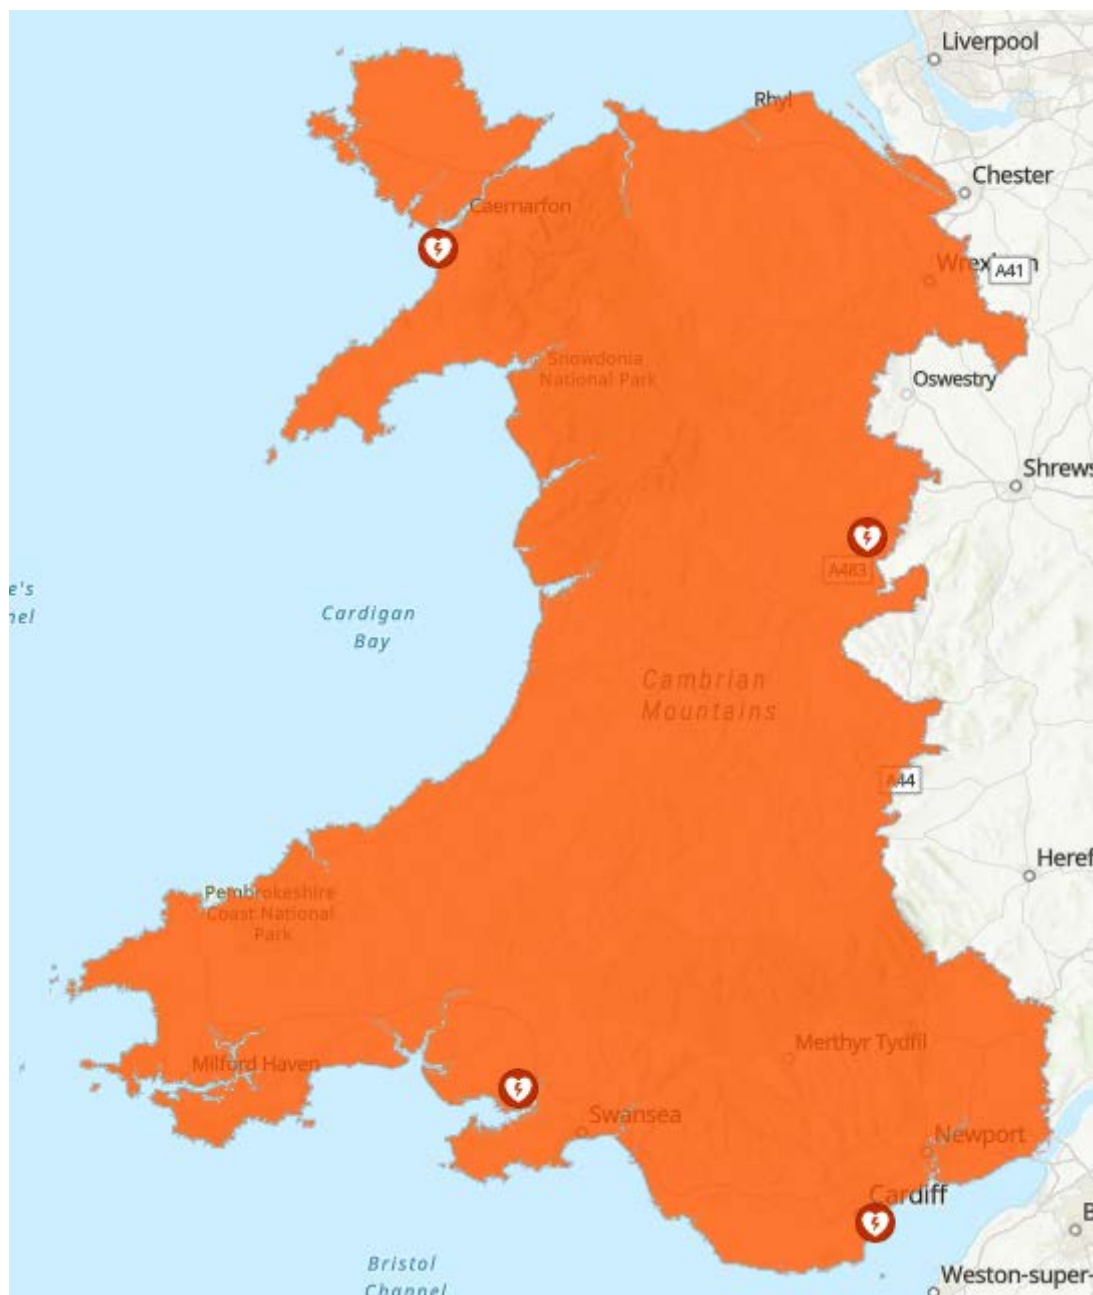 Liverpool
Rhyl
Chester
Caernarfon
Wrexham
A41
Snowdonia
National Park
Oswestry
Shrews
A483
e's
nel
Cardigan
Bay
Cambrian
Mountains
A44
Heref
Pembrokeshire
Coast National
Park
Merthyr Tydfil
Milford Haven
Swansea
Newport
Cardiff
B
Bristol
Channel
Weston-super-